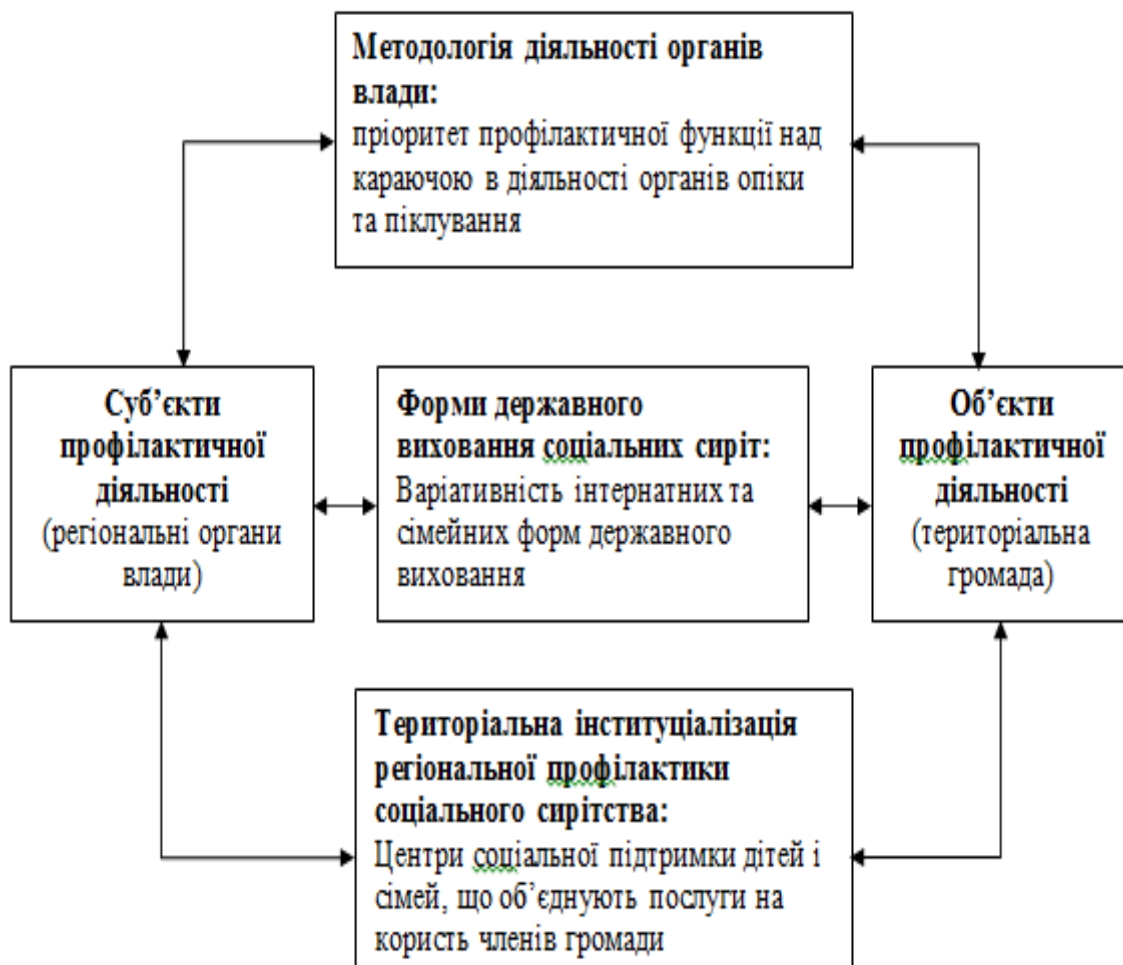 Методологія діяльності органів
влади:
пріоритет профілактичної функції над
караючою в діяльності органів опіки
та піклування
Суб’єкти
профілактичної
діяльності
(регіональні органи
влади)
Форми державного
виховання соціальних сиріт:
Варіативність інтернатних та
сімейних форм державного
виховання
Об’єкти
профілактичної
діяльності
(територіальна
громада)
Територіальна інституціалізація
регіональної профілактики
соціального сирітства:
Центри соціальної підтримки дітей і
сімей, що об’єднують послуги на
користь членів громади